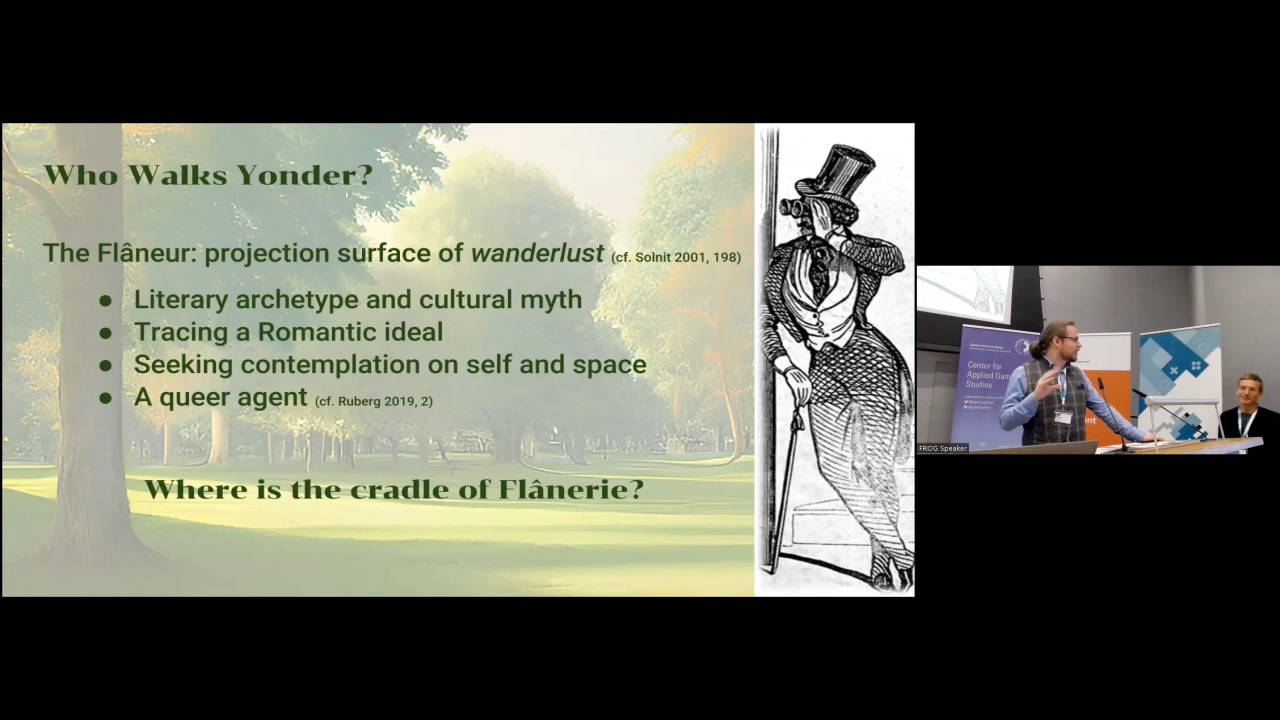 Who Walks Yonder?
The Flâneur: projection surface of wanderlust (cf. Solnit 2001, 198)
● Literary archetype and cultural myth
● Tracing a Romantic ideal
● Seeking contemplation on self and space
● A queer agent (cf. Ruberg 2019, 2)
Where is the cradle of Flânerie?
Center for
Applied
Studies
FROG Speaker